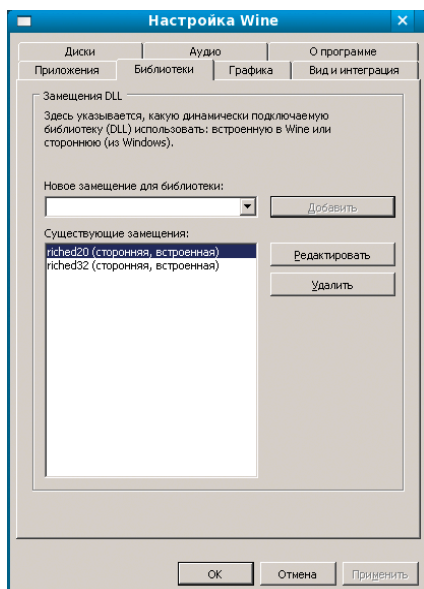 Настройка Wine
Диски Аудио О программе
Приложения Библиотеки Графика Вид и интеграция
Замещения DLL
Здесь указывается, какую динамически подключаемую
библиотеку (DLL) использовать: встроенную в Wine или
стороннюю (из Windows).
Новое замещение для библиотеки:
Добавить
Существующие замещения:
riched20 (сторонняя, встроенная)
riched32 (сторонняя, встроенная)
Редактировать
Удалить
OK Отмена Применить